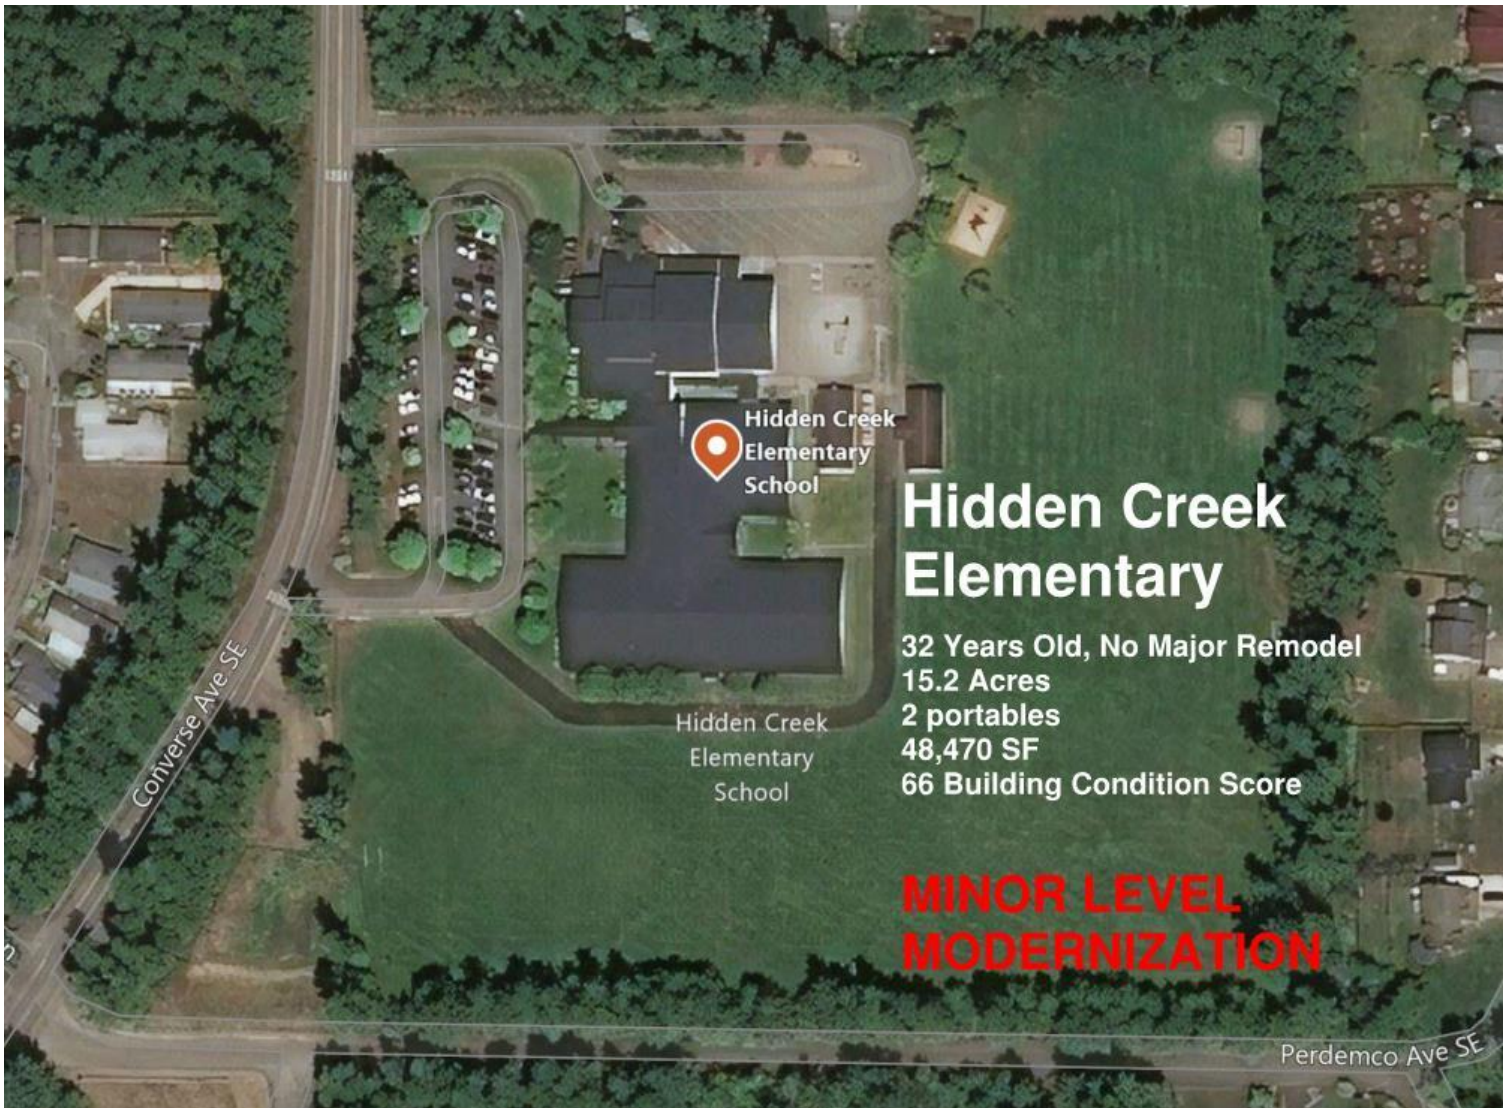 Hidden Creek
Elementary
School
Hidden Creek
Elementary
32 Years Old, No Major Remodel
15.2 Acres
2 portables
48,470 SF
66 Building Condition Score
Converse Ave SE
Hidden Creek
Elementary
School
MINOR LEVEL
MODERNIZATION
Perdemco Ave SE